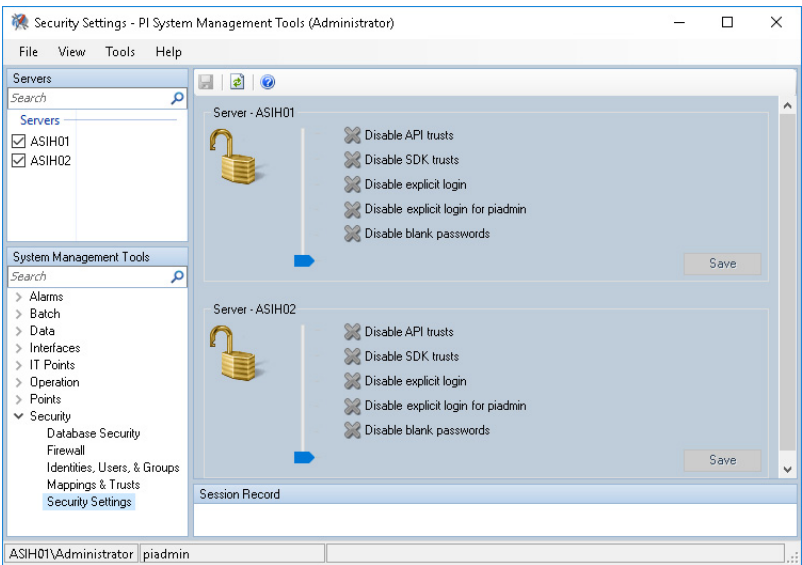 Security Settings - PI System Management Tools (Administrator)
File View Tools Help
Servers
Search
Servers
ASIH01
ASIH02
System Management Tools
Search
Alarms
Batch
Data
Interfaces
IT Points
Operation
Points
Security
Database Security
Firewall
Identities, Users, & Groups
Mappings & Trusts
Security Settings
Server - ASIH01
Disable API trusts
Disable SDK trusts
Disable explicit login
Disable explicit login for piadmin
Disable blank passwords
Save
Server - ASIH02
Disable API trusts
Disable SDK trusts
Disable explicit login
Disable explicit login for piadmin
Disable blank passwords
Save
Session Record
ASIH01\Administrator piadmin